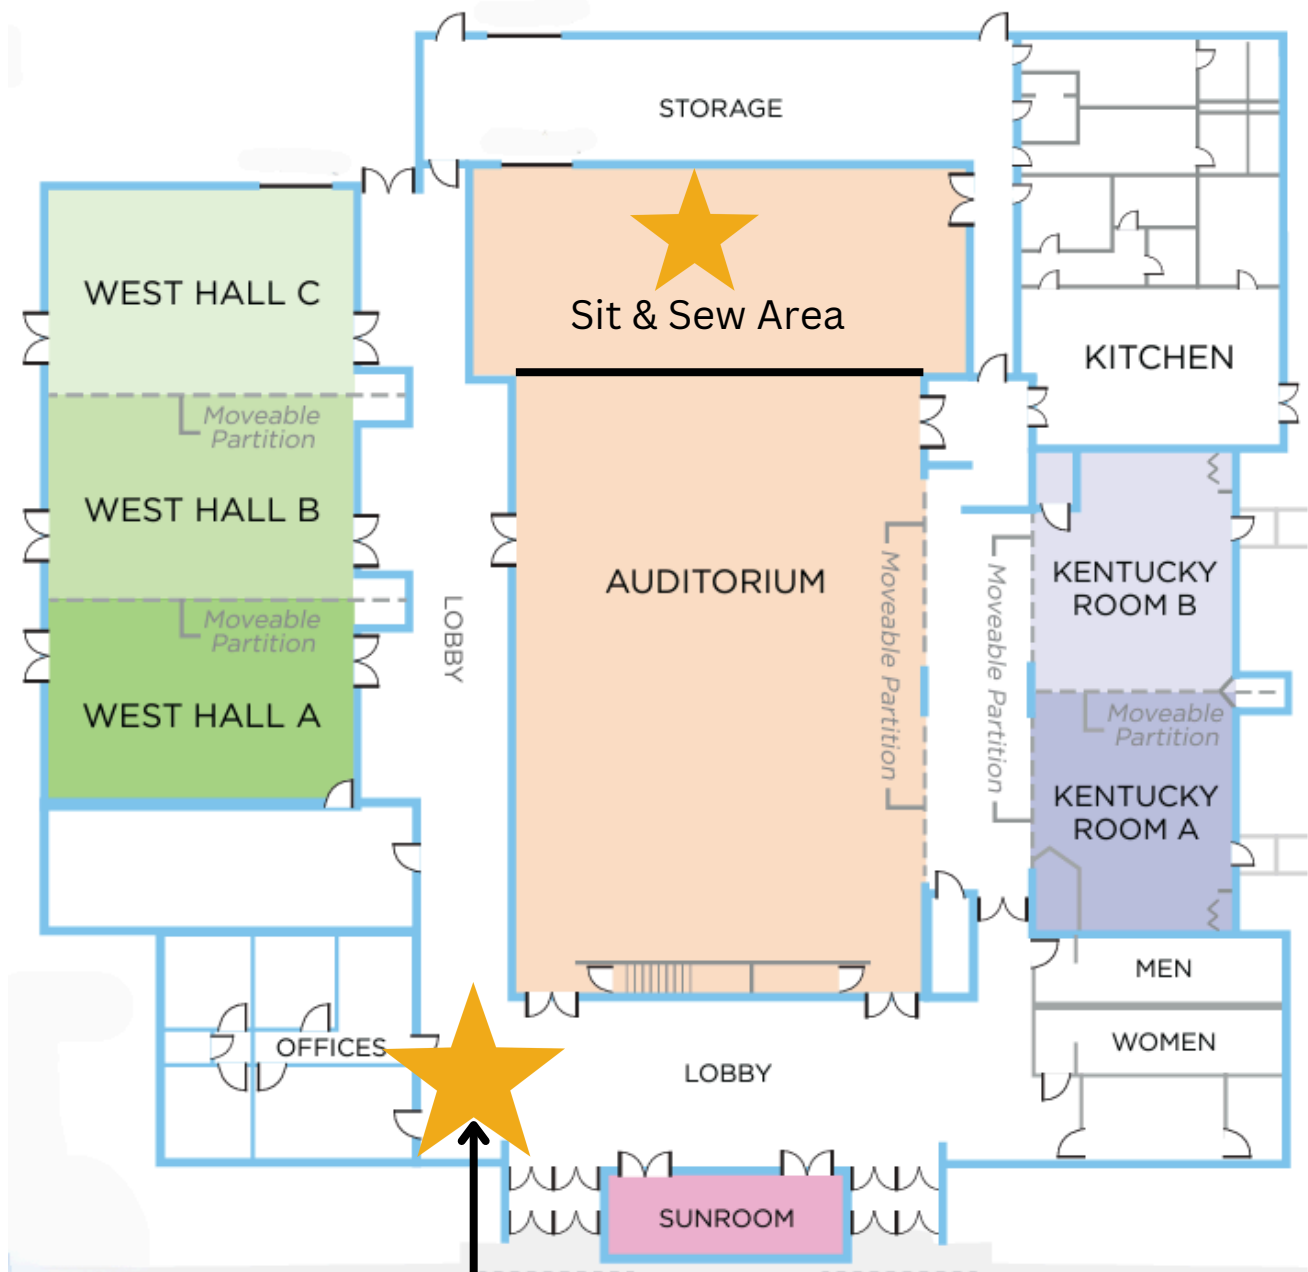 STORAGE
WEST HALL C
Sit & Sew Area
KITCHEN
Moveable
Partition
WEST HALL B
AUDITORIUM
Moveable Partition
Moveable Partition
KENTUCKY
ROOM B
LOBBY
Moveable
Partition
WEST HALL A
Moveable
Partition
KENTUCKY
ROOM A
MEN
WOMEN
OFFICES
LOBBY
SUNROOM